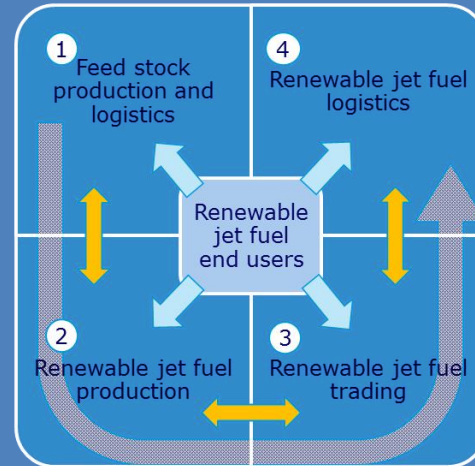 1
Feed stock
production and
logistics
4
Renewable jet fuel
logistics
Renewable
jet fuel
end users
2
Renewable jet fuel
production
3
Renewable jet fuel
trading